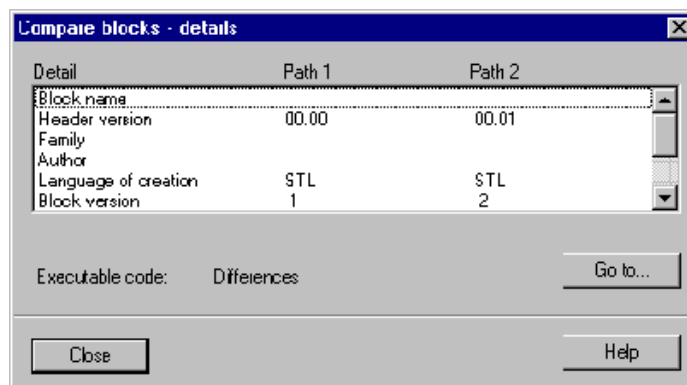 Compare blocks - details
Detail Path 1 Path 2
Block name
Header version 00.00 00.01
Family
Author
Language of creation STL STL
Block version 1 2
Executable code: Differences Go to...
Close Help